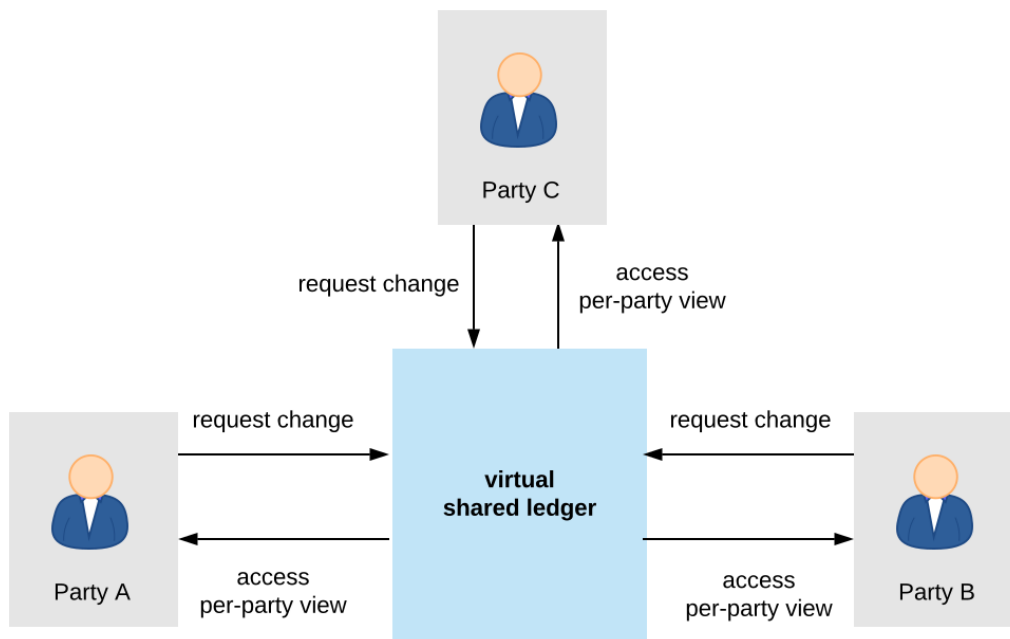 Party C
request change
access
per-party view
request change
request change
virtual
shared ledger
Party A
access
per-party view
access
per-party view
Party B